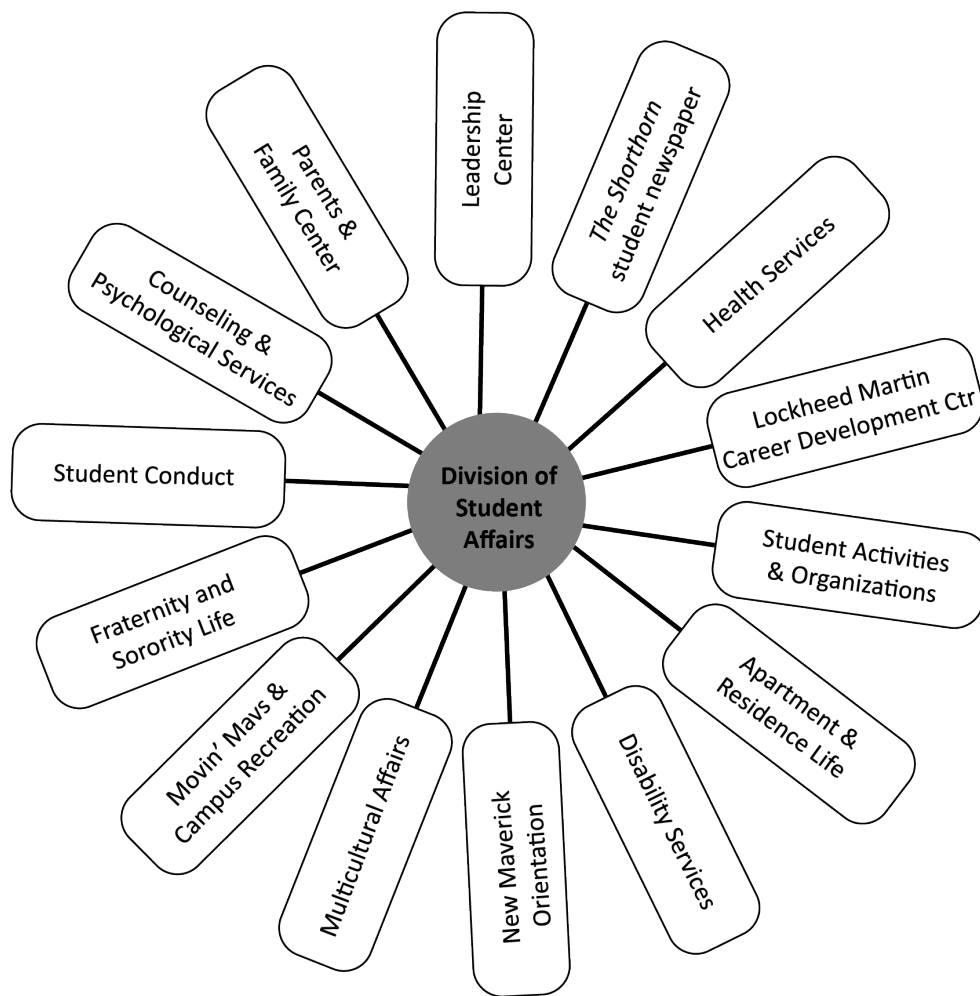 Division of
Student
Affairs
Leadership
Center
The Shorthorn
student newspaper
Health Services
Lockheed Martin
Career Development Ctr
Student Activities
& Organizations
Apartment &
Residence Life
Disability Services
New Maverick
Orientation
Multicultural Affairs
Movin’ Mavs &
Campus Recreation
Fraternity and
Sorority Life
Student Conduct
Counseling &
Psychological Services
Parents &
Family Center